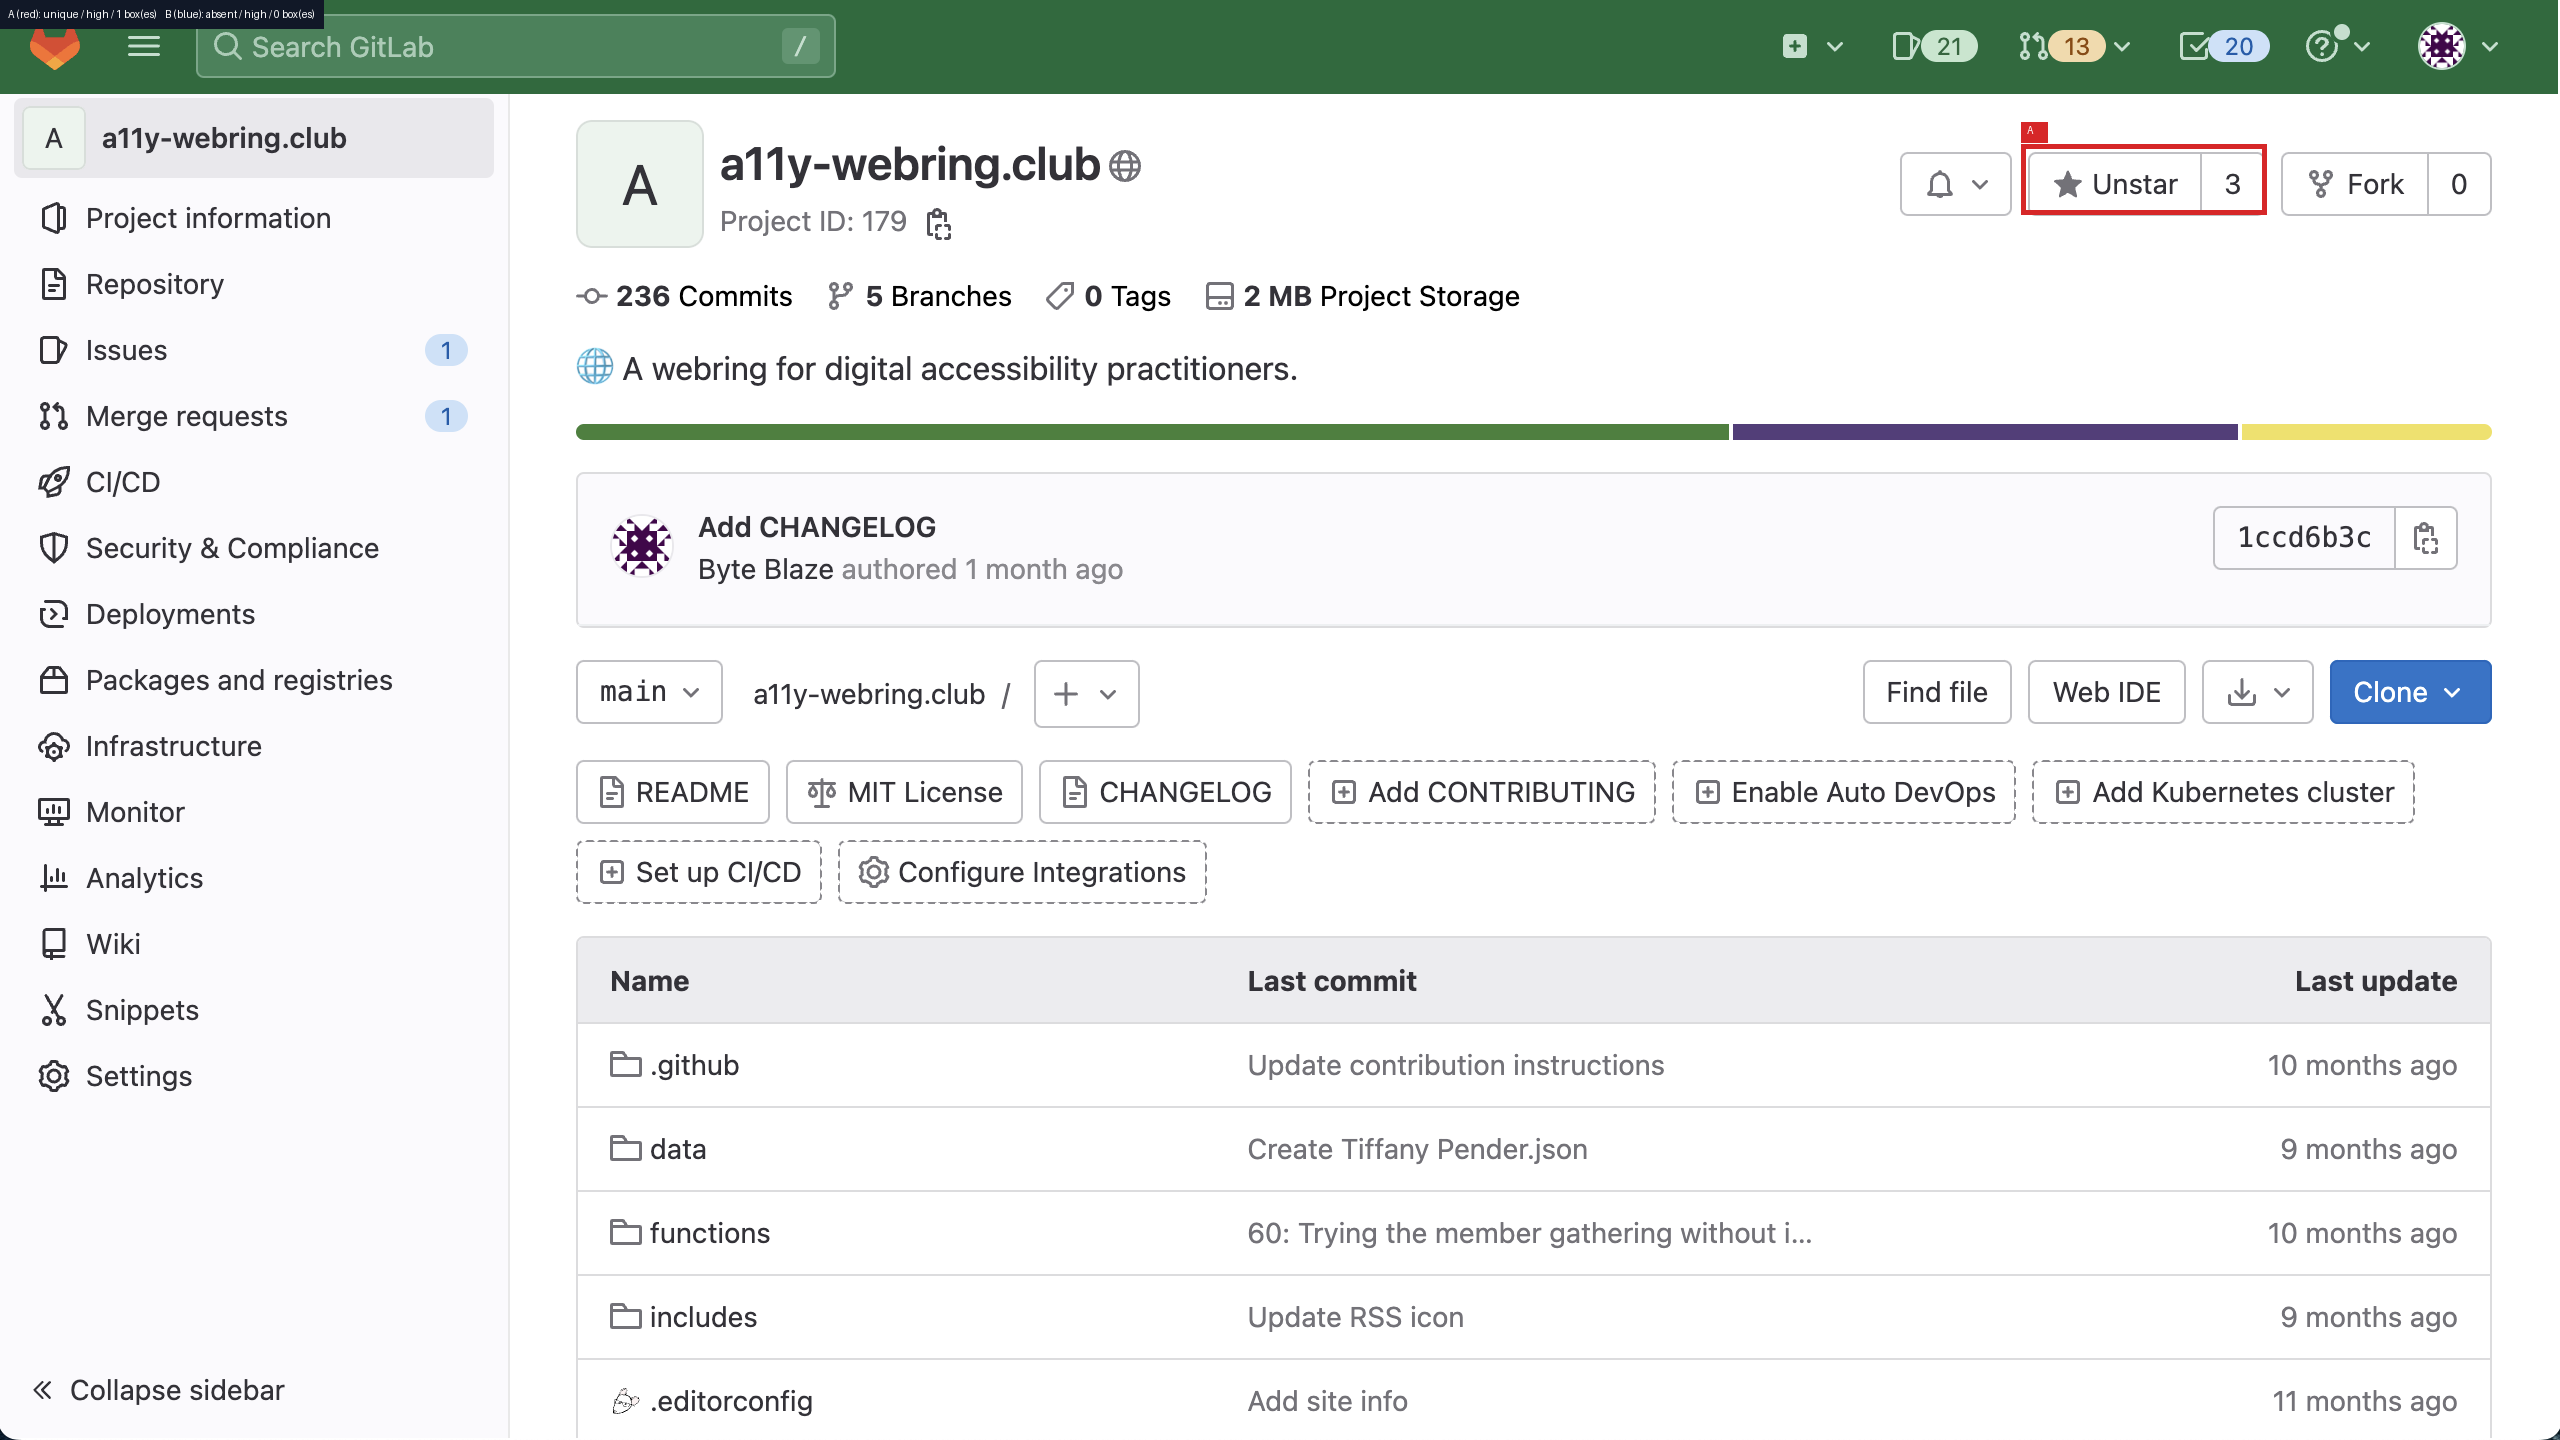 A (red): unique / high / 1 box(es) B (blue): absent / high / 0 box(es)
Search GitLab /
21
13
20
A a11y-webring.club
Project information
Repository
Issues 1
Merge requests 1
CI/CD
Security & Compliance
Deployments
Packages and registries
Infrastructure
Monitor
Analytics
Wiki
Snippets
Settings
Collapse sidebar
A
a11y-webring.club
Project ID: 179
A
Unstar 3
Fork 0
236 Commits 5 Branches 0 Tags 2 MB Project Storage
A webring for digital accessibility practitioners.
Add CHANGELOG
Byte Blaze authored 1 month ago
1ccd6b3c
main a11y-webring.club / Find file Web IDE Clone
README MIT License CHANGELOG Add CONTRIBUTING Enable Auto DevOps Add Kubernetes cluster
Set up CI/CD Configure Integrations
Name Last commit Last update
.github Update contribution instructions 10 months ago
data Create Tiffany Pender.json 9 months ago
functions 60: Trying the member gathering without i... 10 months ago
includes Update RSS icon 9 months ago
.editorconfig Add site info 11 months ago